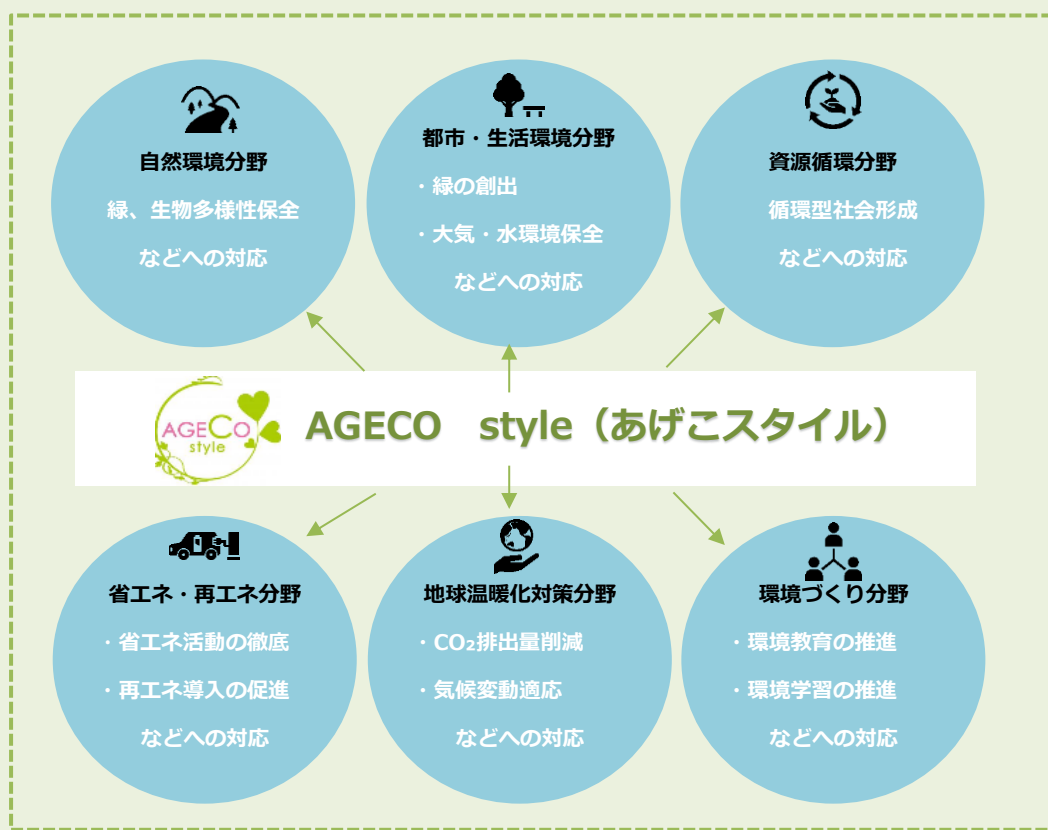 自然環境分野
緑、生物多様性保全
などへの対応
都市・生活環境分野
・緑の創出
・大気・水環境保全
などへの対応
資源循環分野
循環型社会形成
などへの対応
AGECO
style
AGECO style（あげこスタイル）
省エネ・再エネ分野
・省エネ活動の徹底
・再エネ導入の促進
などへの対応
地球温暖化対策分野
・CO₂排出量削減
・気候変動適応
などへの対応
環境づくり分野
・環境教育の推進
・環境学習の推進
などへの対応